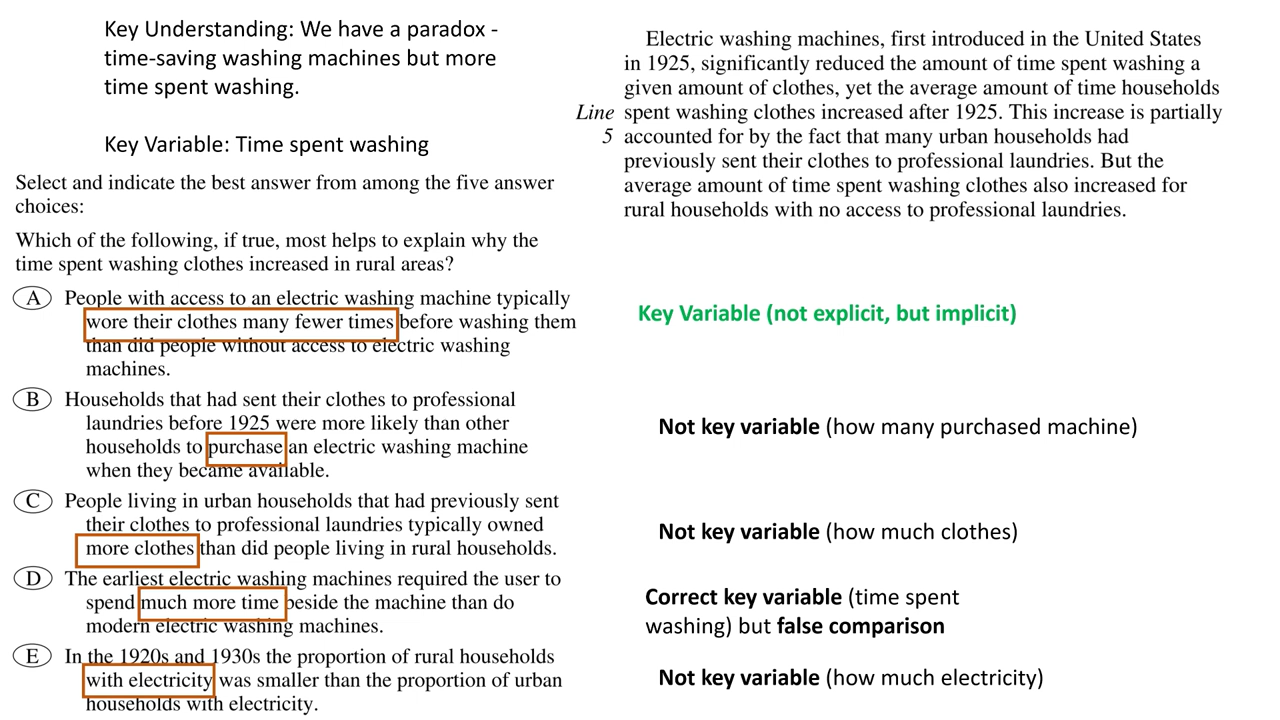 Key Understanding: We have a paradox -
time-saving washing machines but more
time spent washing.
Key Variable: Time spent washing
Select and indicate the best answer from among the five answer
choices:
Which of the following, if true, most helps to explain why the
time spent washing clothes increased in rural areas?
A People with access to an electric washing machine typically
wore their clothes many fewer times before washing them
than did people without access to electric washing
machines.
B Households that had sent their clothes to professional
laundries before 1925 were more likely than other
households to purchase an electric washing machine
when they became available.
C People living in urban households that had previously sent
their clothes to professional laundries typically owned
more clothes than did people living in rural households.
D The earliest electric washing machines required the user to
spend much more time beside the machine than do
modern electric washing machines.
E In the 1920s and 1930s the proportion of rural households
with electricity was smaller than the proportion of urban
households with electricity.
Electric washing machines, first introduced in the United States
in 1925, significantly reduced the amount of time spent washing a
given amount of clothes, yet the average amount of time households
Line spent washing clothes increased after 1925. This increase is partially
5 accounted for by the fact that many urban households had
previously sent their clothes to professional laundries. But the
average amount of time spent washing clothes also increased for
rural households with no access to professional laundries.
Key Variable (not explicit, but implicit)
Not key variable (how many purchased machine)
Not key variable (how much clothes)
Correct key variable (time spent
washing) but false comparison
Not key variable (how much electricity)